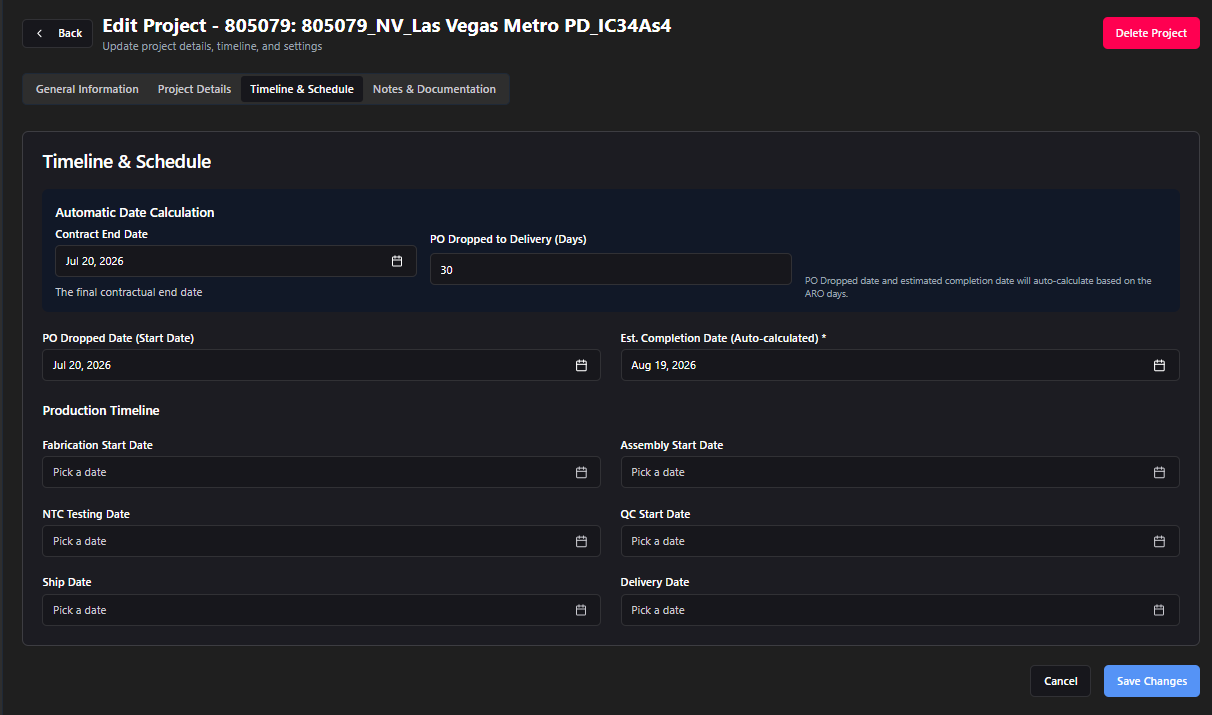 Back
Edit Project - 805079: 805079_NV_Las Vegas Metro PD_IC34As4
Update project details, timeline, and settings
Delete Project
General Information
Project Details
Timeline & Schedule
Notes & Documentation
Timeline & Schedule
Automatic Date Calculation
Contract End Date
Jul 20, 2026
The final contractual end date
PO Dropped to Delivery (Days)
30
PO Dropped date and estimated completion date will auto-calculate based on the
ARO days.
PO Dropped Date (Start Date)
Jul 20, 2026
Est. Completion Date (Auto-calculated) *
Aug 19, 2026
Production Timeline
Fabrication Start Date
Pick a date
Assembly Start Date
Pick a date
NTC Testing Date
Pick a date
QC Start Date
Pick a date
Ship Date
Pick a date
Delivery Date
Pick a date
Cancel
Save Changes